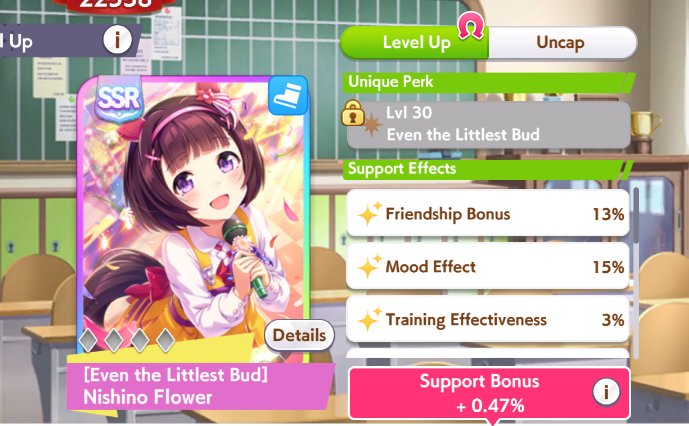 22938
l Up
i
Level Up
Uncap
Unique Perk
Lvl 30
Even the Littlest Bud
Support Effects
SSR
Friendship Bonus 13%
Mood Effect 15%
Training Effectiveness 3%
Details
[Even the Littlest Bud]
Nishino Flower
Support Bonus
+ 0.47%
i